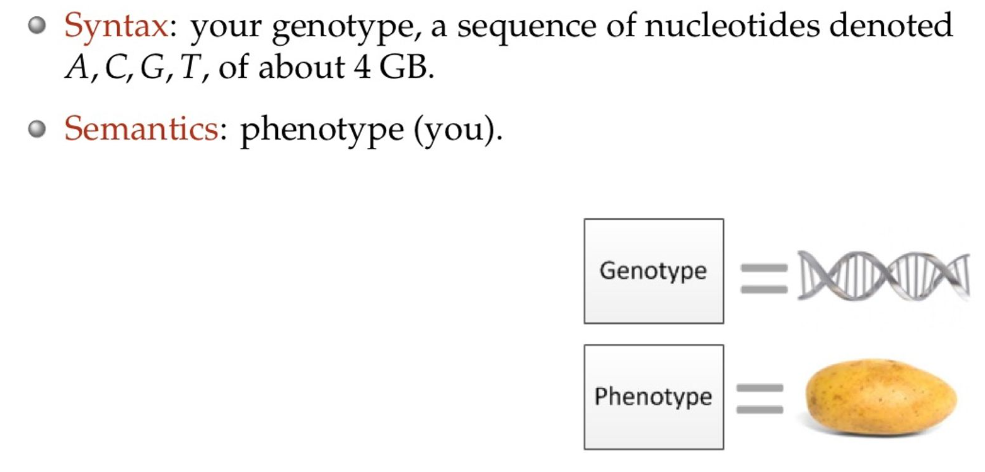 Syntax: your genotype, a sequence of nucleotides denoted
A, C, G, T, of about 4 GB.
Semantics: phenotype (you).
Genotype
Phenotype